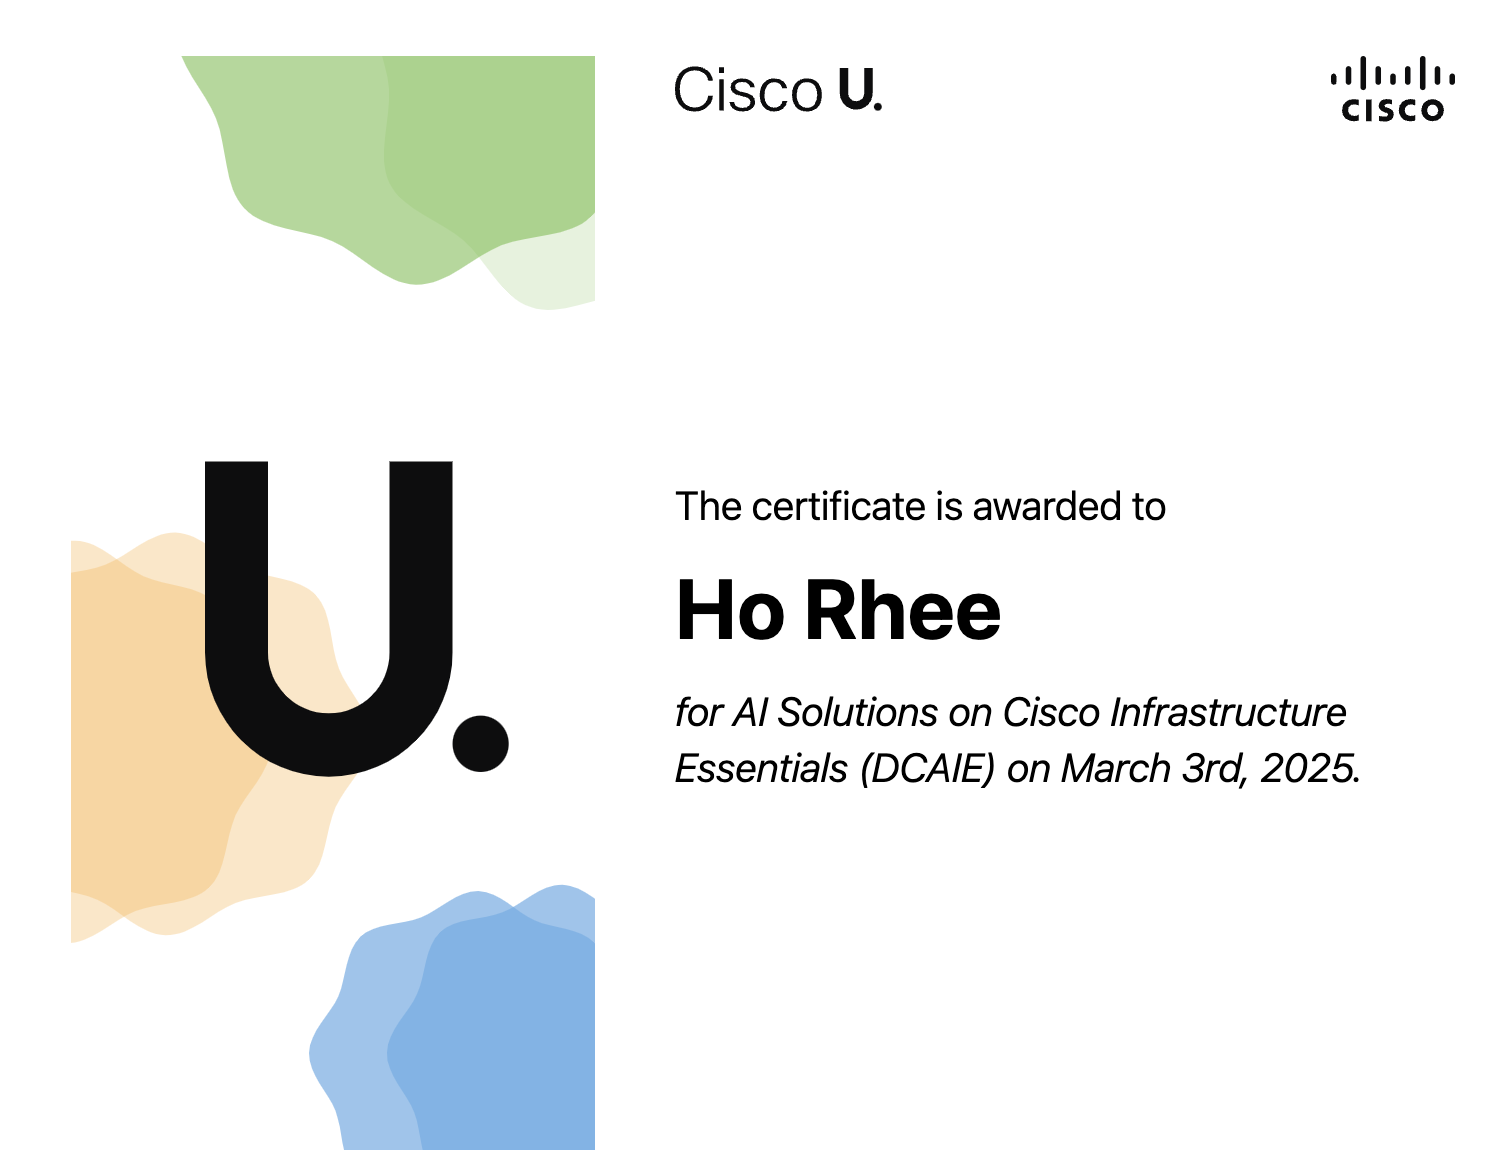 Cisco U.
CISCO
U.
The certificate is awarded to
Ho Rhee
for AI Solutions on Cisco Infrastructure
Essentials (DCAIE) on March 3rd, 2025.